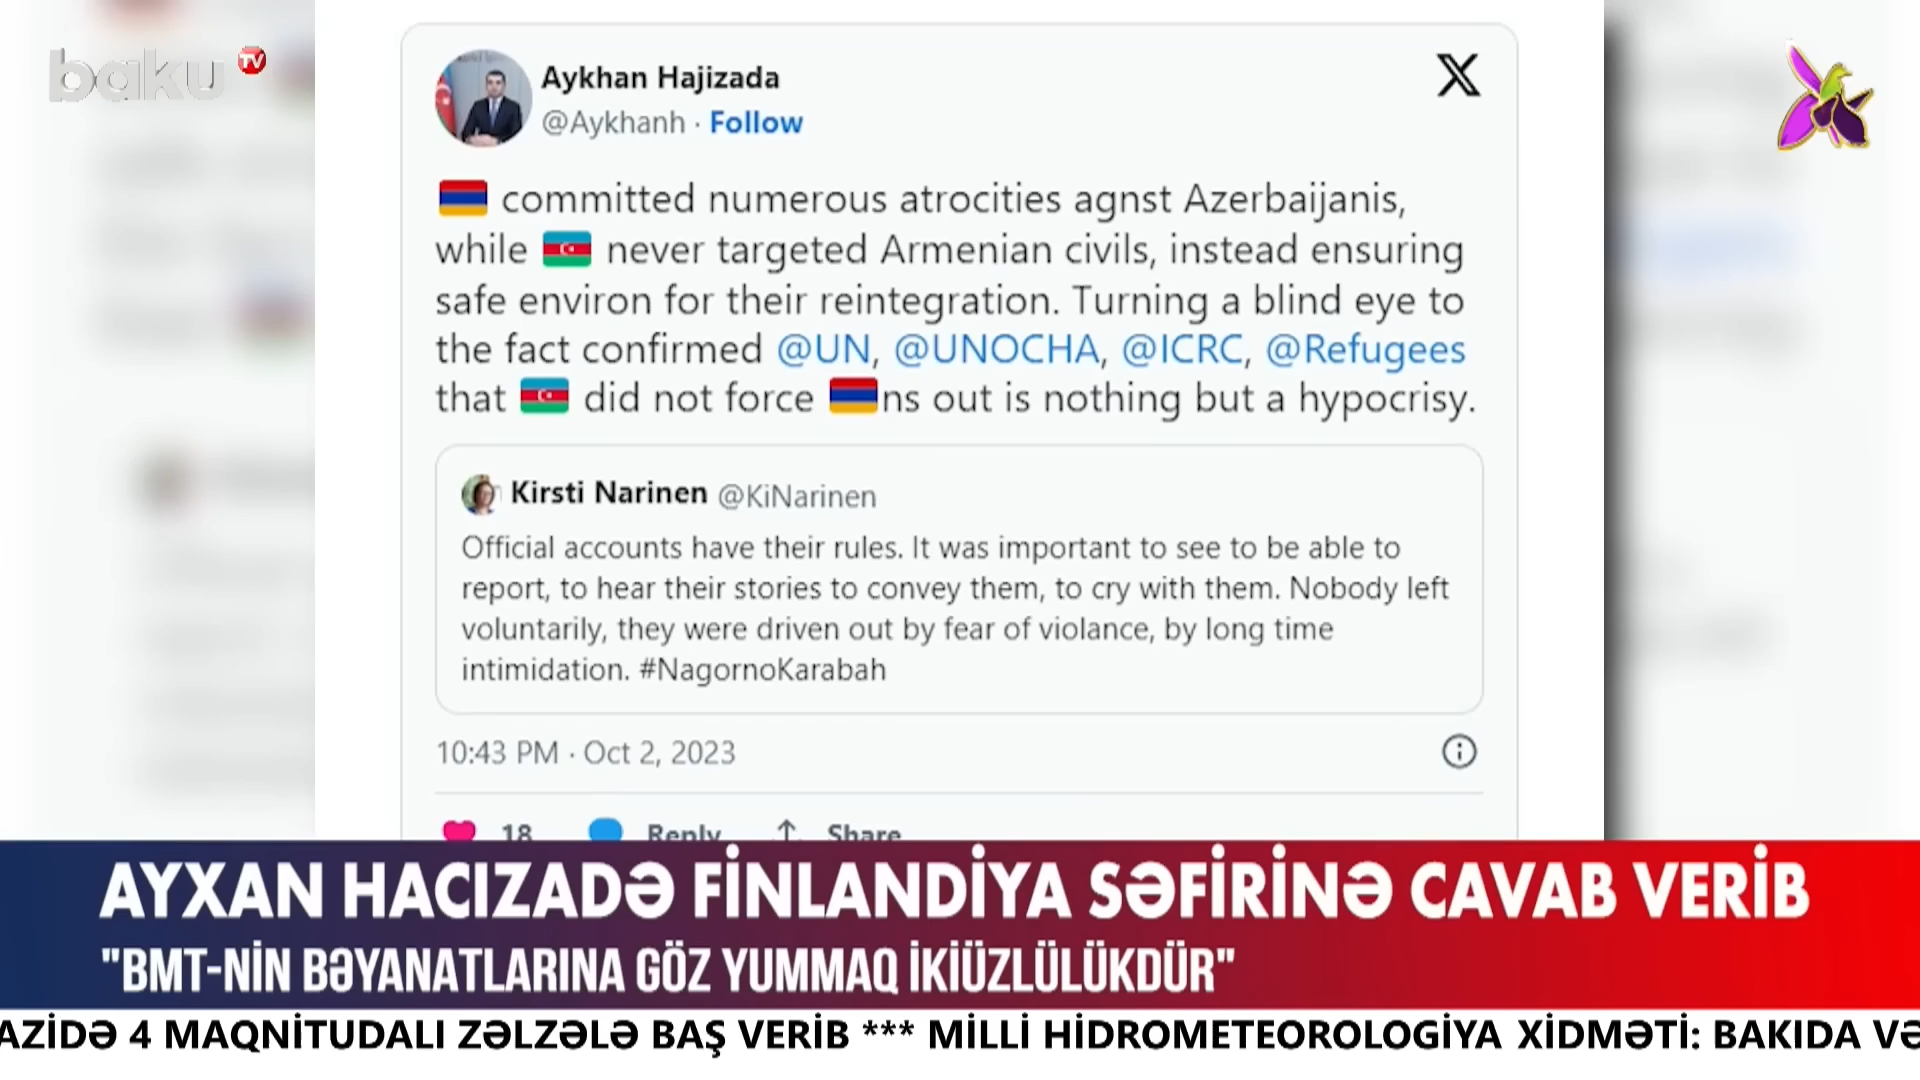 baku TV
Aykhan Hajizada
@Aykhanh · Follow
🇦🇲 committed numerous atrocities agnst Azerbaijanis,
while 🇦🇿 never targeted Armenian civils, instead ensuring
safe environ for their reintegration. Turning a blind eye to
the fact confirmed @UN, @UNOCHA, @ICRC, @Refugees
that 🇦🇿 did not force 🇦🇲ns out is nothing but a hypocrisy.
Kirsti Narinen @KiNarinen
Official accounts have their rules. It was important to see to be able to
report, to hear their stories to convey them, to cry with them. Nobody left
voluntarily, they were driven out by fear of violance, by long time
intimidation. #NagornoKarabah
10:43 PM · Oct 2, 2023
18 Reply Share
AYXAN HACIZADƏ FİNLANDİYA SƏFİRİNƏ CAVAB VERİB
"BMT-NİN BƏYANATLARINA GÖZ YUMMAQ İKİÜZLÜLÜKDÜR"
AZİDƏ 4 MAQNİTUDALI ZƏLZƏLƏ BAŞ VERİB *** MİLLİ HİDROMETEOROLOGİYA XİDMƏTİ: BAKIDA VƏ